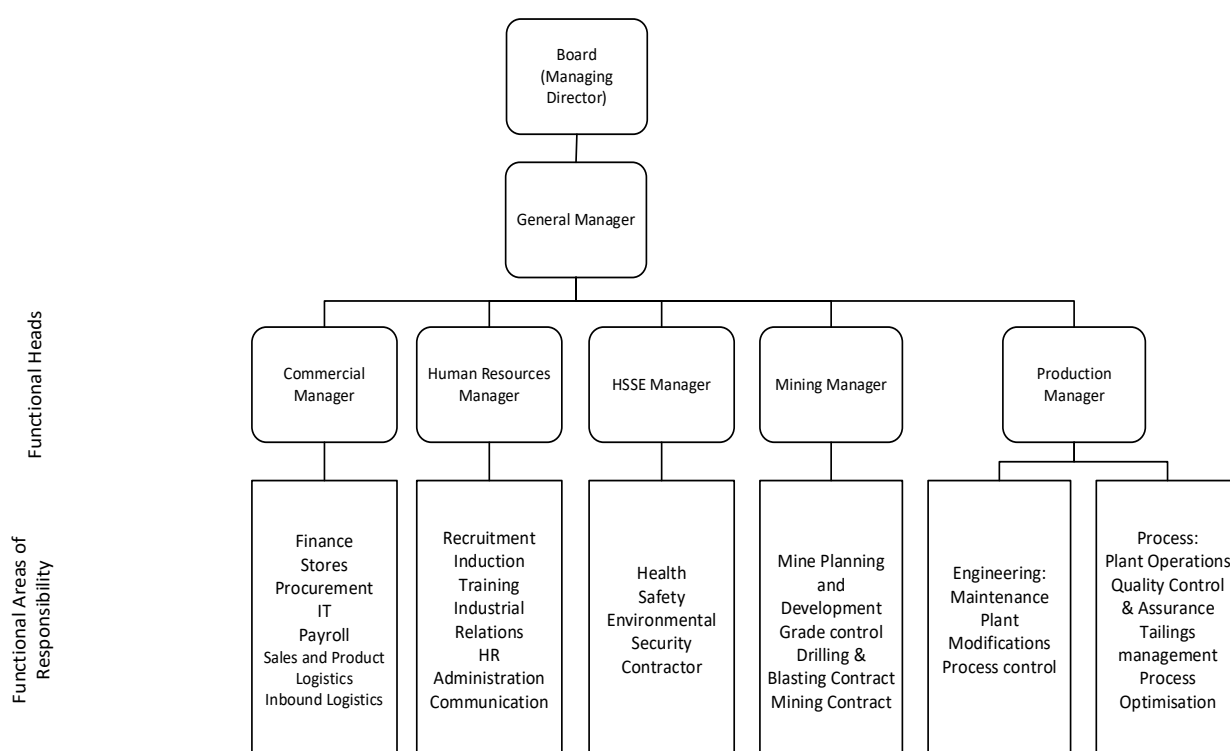 Board
(Managing
Director)
General Manager
Functional Heads
Commercial
Manager
Human Resources
Manager
HSSE Manager
Mining Manager
Production
Manager
Functional Areas of
Responsibility
Finance
Stores
Procurement
IT
Payroll
Sales and Product
Logistics
Inbound Logistics
Recruitment
Induction
Training
Industrial
Relations
HR
Administration
Communication
Health
Safety
Environmental
Security
Contractor
Mine Planning
and
Development
Grade control
Drilling &
Blasting Contract
Mining Contract
Engineering:
Maintenance
Plant
Modifications
Process control
Process:
Plant Operations
Quality Control
& Assurance
Tailings
management
Process
Optimisation